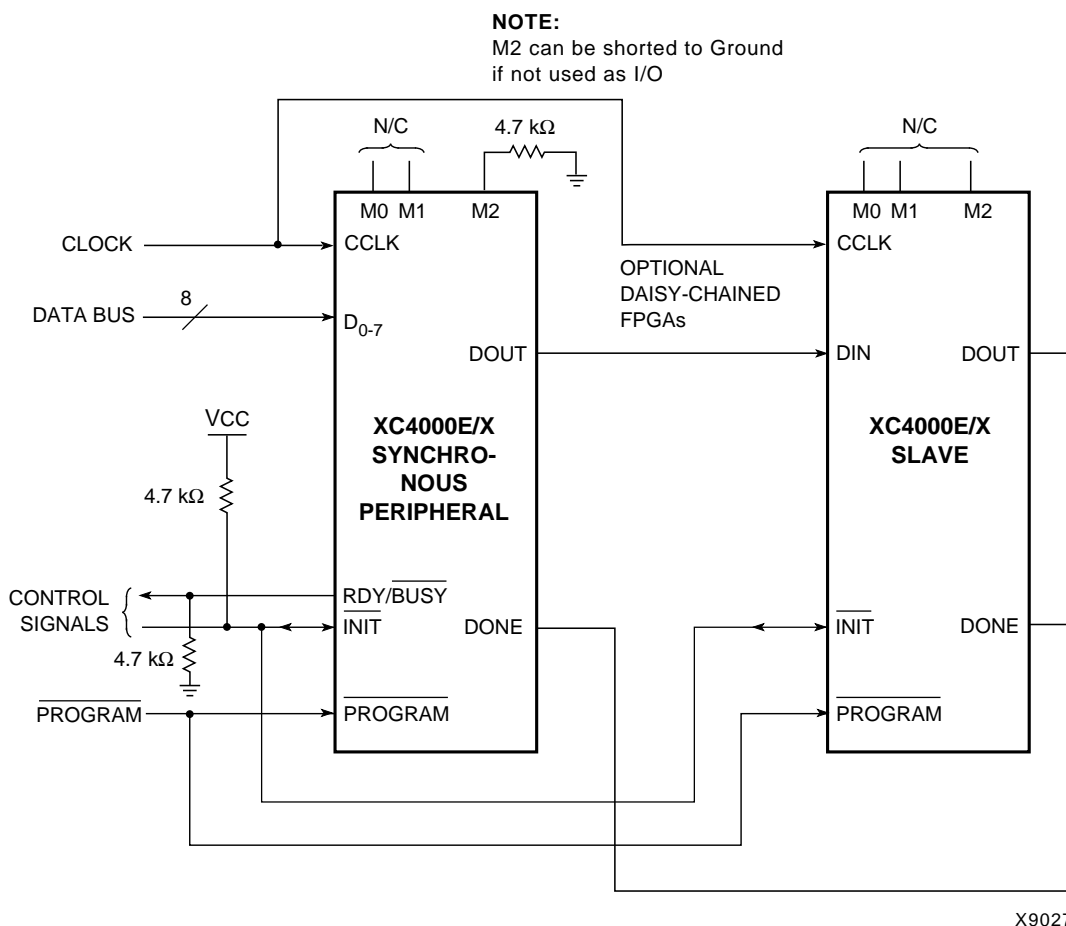 NOTE:
M2 can be shorted to Ground
if not used as I/O
N/C
4.7 kΩ
N/C
M0 M1 M2
M0 M1 M2
CLOCK
CCLK
CCLK
OPTIONAL
DAISY-CHAINED
FPGAs
DATA BUS
8
D0-7
DOUT
DIN
DOUT
VCC
XC4000E/X
SYNCHRO-
NOUS
PERIPHERAL
XC4000E/X
SLAVE
4.7 kΩ
CONTROL
SIGNALS
RDY/BUSY
INIT
DONE
INIT
DONE
4.7 kΩ
PROGRAM
PROGRAM
PROGRAM
X9027